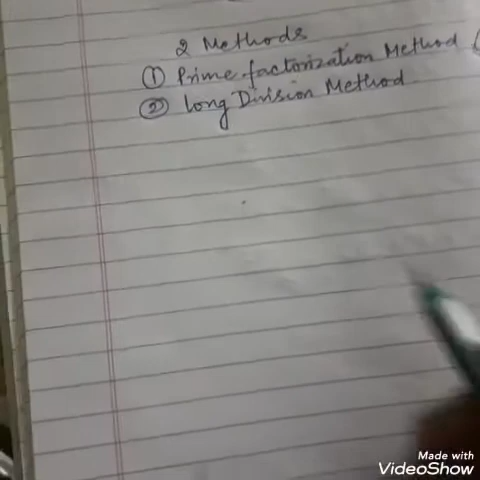 2 Methods
① Prime factorization Method (
② long Division Method
Made with
VideoShow